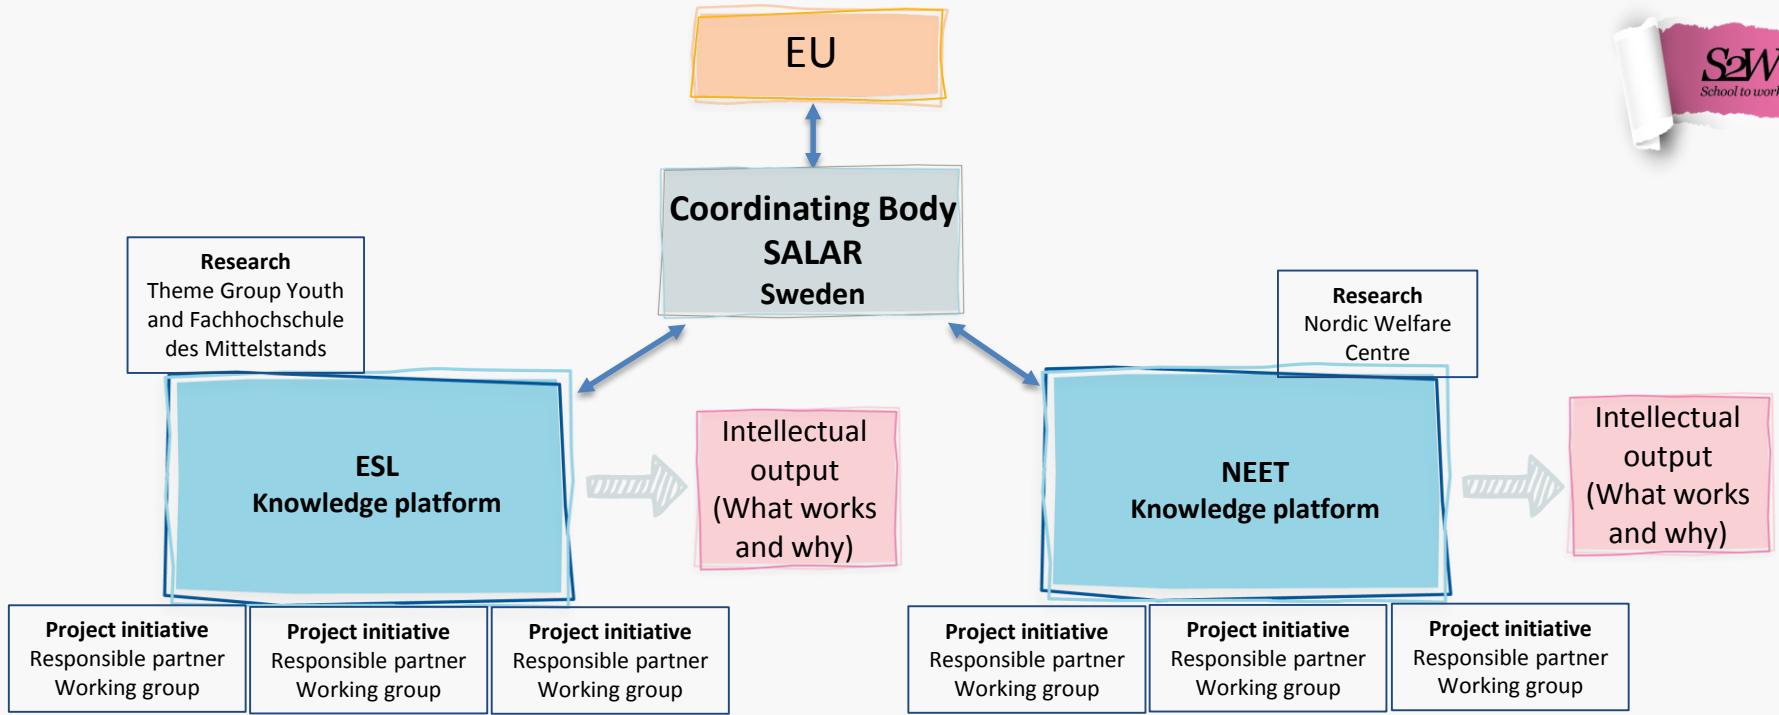 EU
S2W
School to work
Coordinating Body
SALAR
Sweden
Research
Theme Group Youth
and Fachhochschule
des Mittelstands
Research
Nordic Welfare
Centre
ESL
Knowledge platform
Intellectual
output
(What works
and why)
NEET
Knowledge platform
Intellectual
output
(What works
and why)
Project initiative
Responsible partner
Working group
Project initiative
Responsible partner
Working group
Project initiative
Responsible partner
Working group
Project initiative
Responsible partner
Working group
Project initiative
Responsible partner
Working group
Project initiative
Responsible partner
Working group